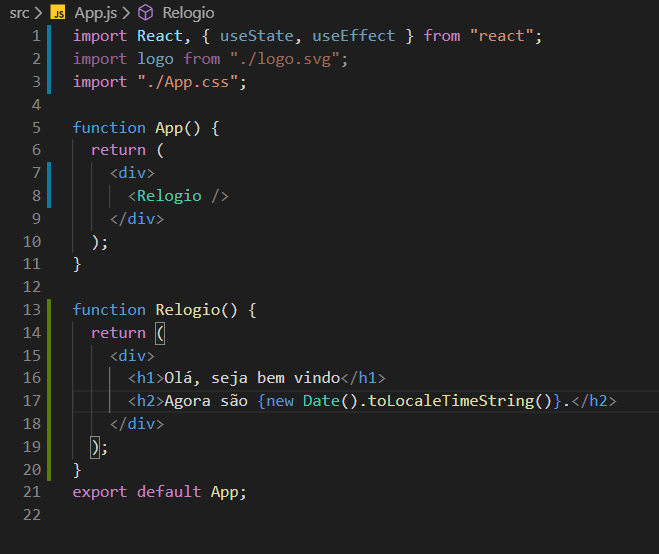 src > App.js > Relogio
1 import React, { useState, useEffect } from "react";
2 import logo from "./logo.svg";
3 import "./App.css";
4
5 function App() {
6   return (
7     <div>
8       <Relogio />
9     </div>
10   );
11 }
12
13 function Relogio() {
14   return (
15     <div>
16       <h1>Olá, seja bem vindo</h1>
17       <h2>Agora são {new Date().toLocaleTimeString()}.</h2>
18     </div>
19   );
20 }
21 export default App;
22